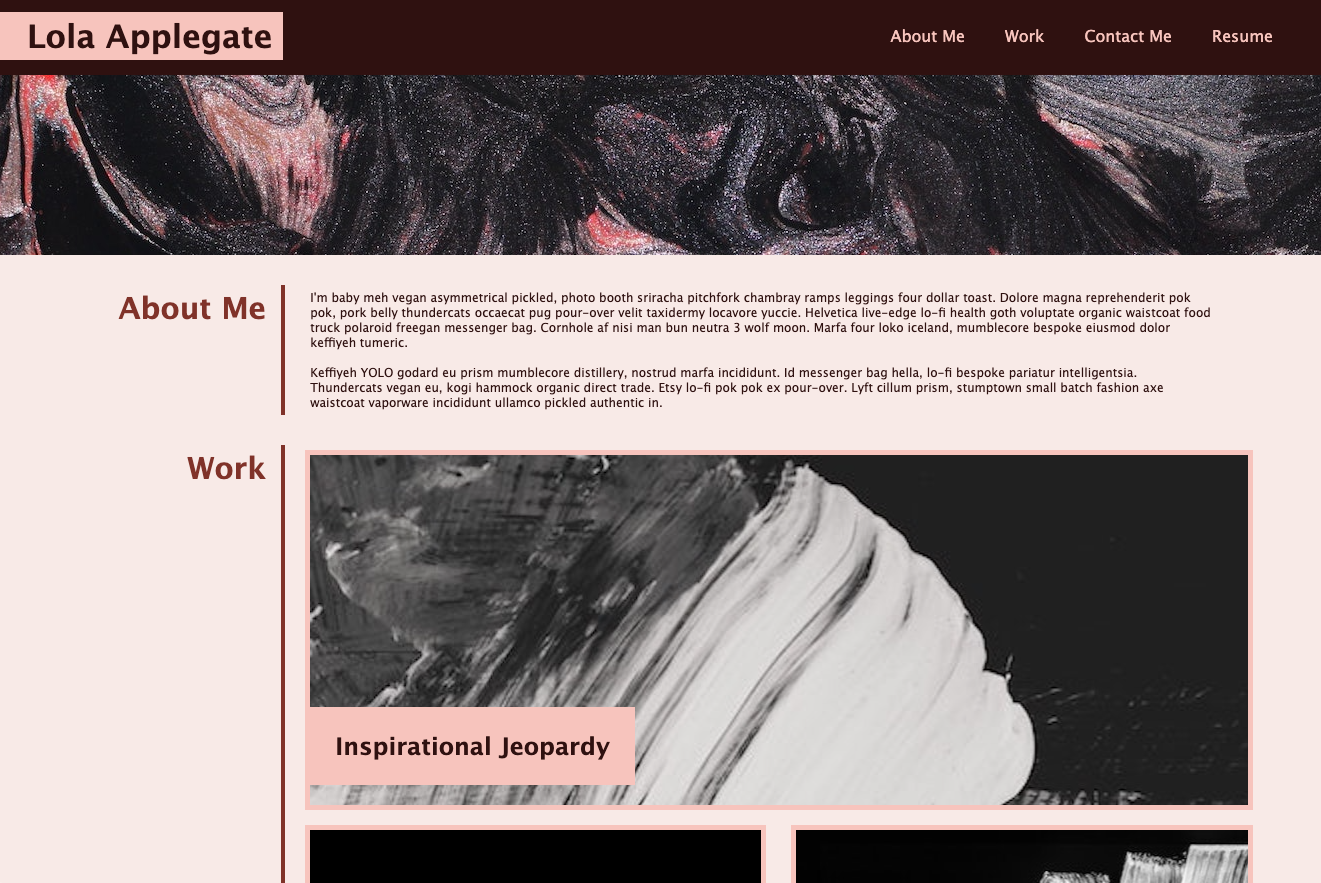 Lola Applegate
About Me
Work
Contact Me
Resume
About Me
I'm baby meh vegan asymmetrical pickled, photo booth sriracha pitchfork chambray ramps leggings four dollar toast. Dolore magna reprehenderit pok
pok, pork belly thundercats occaecat pug pour-over velit taxidermy locavore yuccie. Helvetica live-edge lo-fi health goth voluptate organic waistcoat food
truck polaroid freegan messenger bag. Cornhole af nisi man bun neutra 3 wolf moon. Marfa four loko iceland, mumblecore bespoke eiusmod dolor
keffiyeh tumeric.
Keffiyeh YOLO godard eu prism mumblecore distillery, nostrud marfa incididunt. Id messenger bag hella, lo-fi bespoke pariatur intelligentsia.
Thundercats vegan eu, kogi hammock organic direct trade. Etsy lo-fi pok pok ex pour-over. Lyft cillum prism, stumptown small batch fashion axe
waistcoat vaporware incididunt ullamco pickled authentic in.
Work
Inspirational Jeopardy